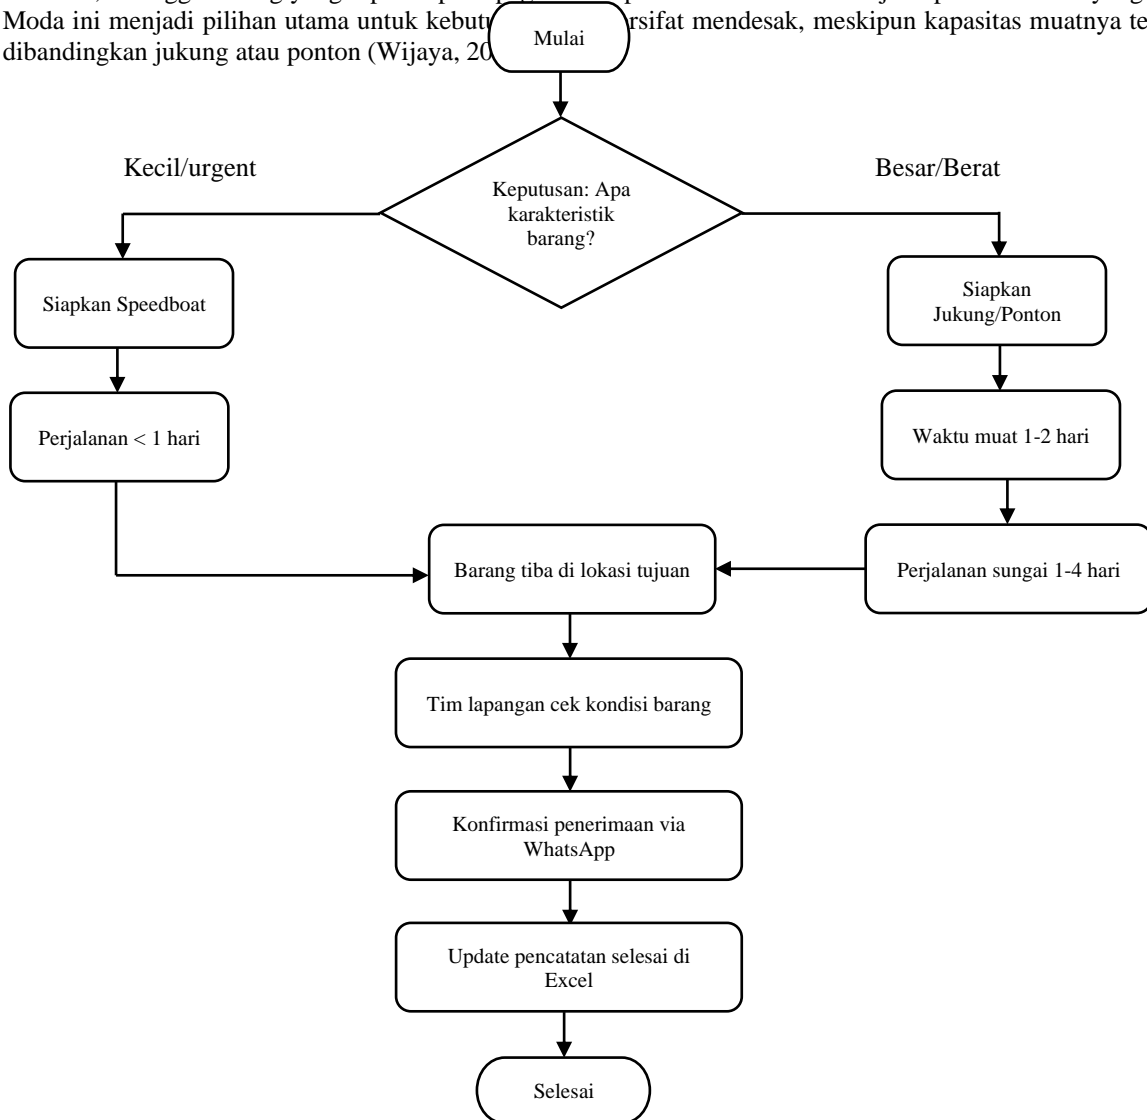 Moda ini menjadi pilihan utama untuk kebutu rsifat mendesak, meskipun kapasitas muatnya te
dibandingkan jukung atau ponton (Wijaya, 20
Mulai
Kecil/urgent
Besar/Berat
Keputusan: Apa
karakteristik
barang?
Siapkan Speedboat
Siapkan
Jukung/Ponton
Perjalanan < 1 hari
Waktu muat 1-2 hari
Barang tiba di lokasi tujuan
Perjalanan sungai 1-4 hari
Tim lapangan cek kondisi barang
Konfirmasi penerimaan via
WhatsApp
Update pencatatan selesai di
Excel
Selesai